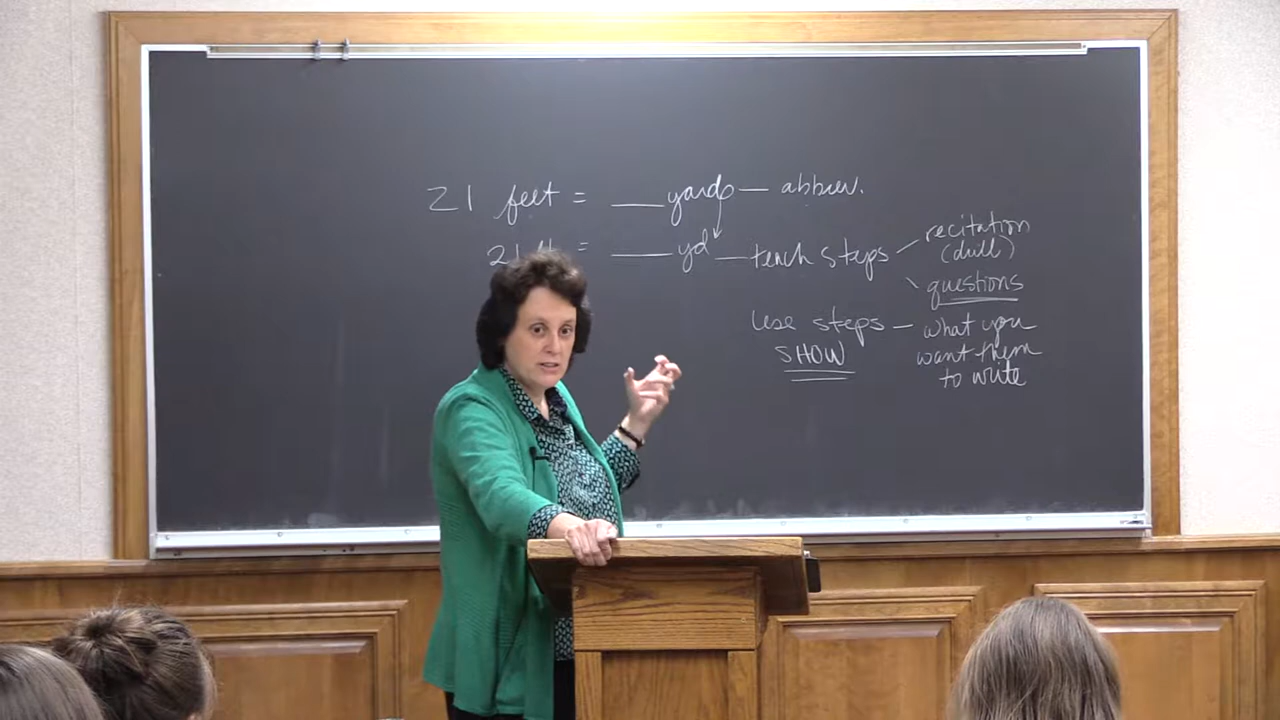 21 feet = ___ yards — abbrev.
21 ft = ___ yd — teach steps
recitation
(drill)
questions
Use steps — what you
SHOW
want them
to write